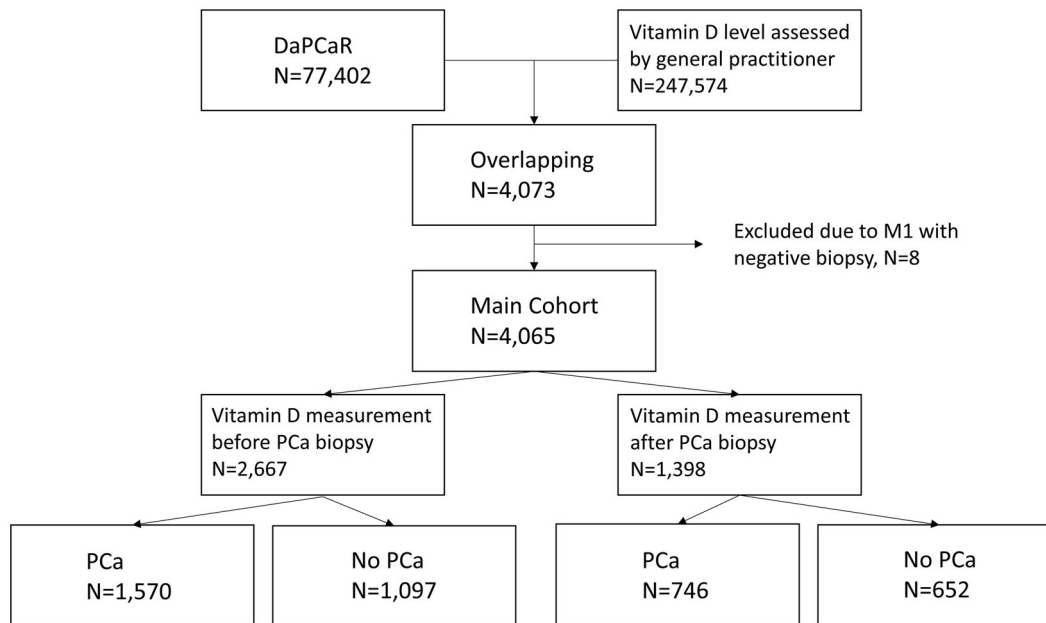 DaPCaR
N=77,402
Vitamin D level assessed
by general practitioner
N=247,574
Overlapping
N=4,073
Excluded due to M1 with
negative biopsy, N=8
Main Cohort
N=4,065
Vitamin D measurement
before PCa biopsy
N=2,667
Vitamin D measurement
after PCa biopsy
N=1,398
PCa
N=1,570
No PCa
N=1,097
PCa
N=746
No PCa
N=652